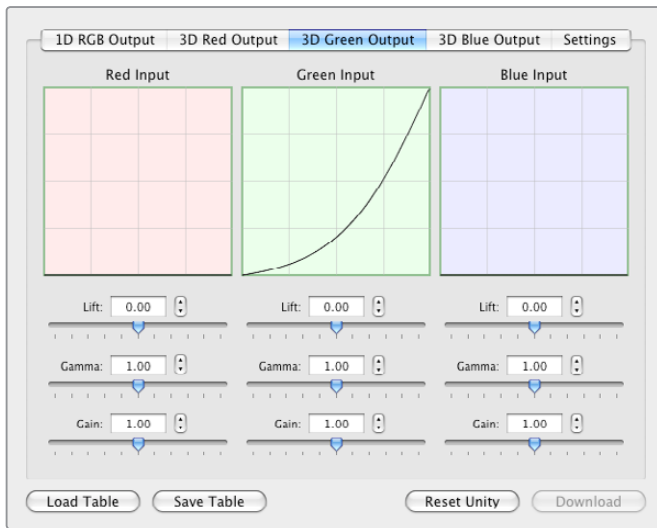 1D RGB Output 3D Red Output 3D Green Output 3D Blue Output Settings
Red Input Green Input Blue Input
Lift: 0.00 Lift: 0.00 Lift: 0.00
Gamma: 1.00 Gamma: 1.00 Gamma: 1.00
Gain: 1.00 Gain: 1.00 Gain: 1.00
Load Table Save Table Reset Unity Download